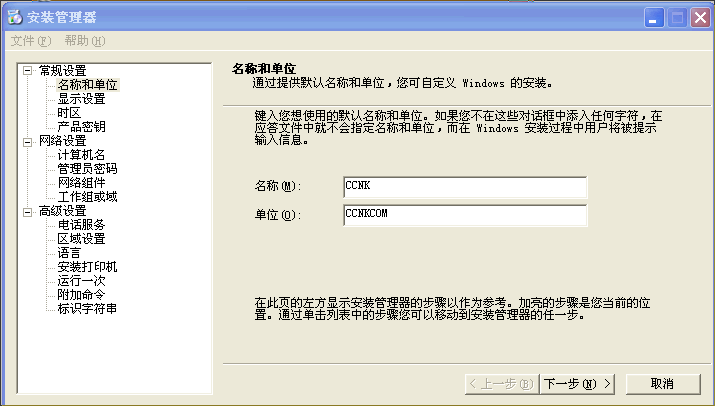 安装管理器
文件(F) 帮助(H)
常规设置
名称和单位
显示设置
时区
产品密钥
网络设置
计算机名
管理员密码
网络组件
工作组或域
高级设置
电话服务
区域设置
语言
安装打印机
运行一次
附加命令
标识字符串
名称和单位
通过提供默认名称和单位,您可自定义 Windows 的安装。
键入您想使用的默认名称和单位。如果您不在这些对话框中添入任何字符,在
应答文件中就不会指定名称和单位,而在 Windows 安装过程中用户将被提示
输入信息。
名称(M): CCNK
单位(O): CCNKCOM
在此页的左方显示安装管理器的步骤以作为参考。加亮的步骤是您当前的位
置。通过单击列表中的步骤您可以移动到安装管理器的任一步。
< 上一步(B) 下一步(N) > 取消